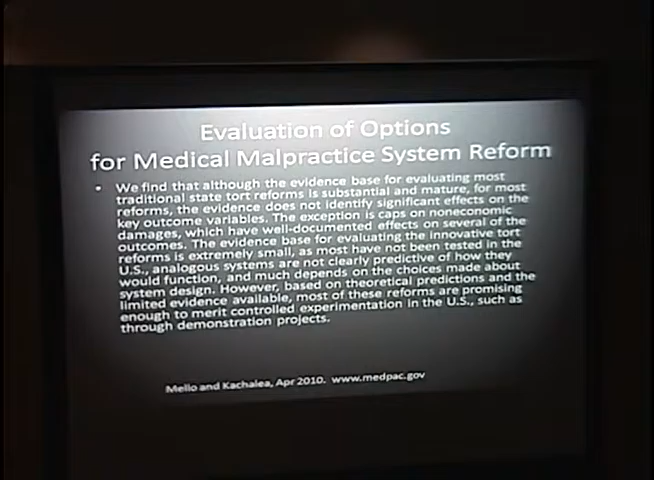 Evaluation of Options
for Medical Malpractice System Reform
• We find that although the evidence base for evaluating most
traditional state tort reforms is substantial and mature, for most
reforms, the evidence does not identify significant effects on the
key outcome variables. The exception is caps on noneconomic
damages, which have well-documented effects on several of the
outcomes. The evidence base for evaluating the innovative tort
reforms is extremely small, as most have not been tested in the
U.S., analogous systems are not clearly predictive of how they
would function, and much depends on the choices made about
system design. However, based on theoretical predictions and the
limited evidence available, most of these reforms are promising
enough to merit controlled experimentation in the U.S., such as
through demonstration projects.
Mello and Kachalea, Apr 2010. www.medpac.gov